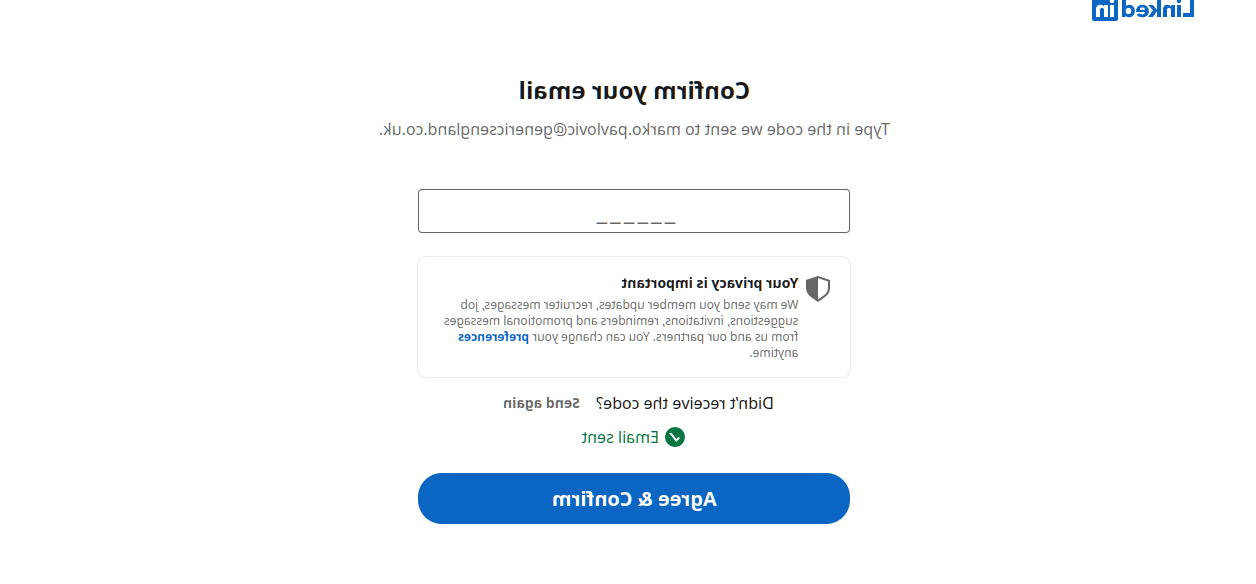 Linked in
Confirm your email
Type in the code we sent to marko.pavlovic@genericsengland.co.uk.
______
Your privacy is important
We may send you member updates, recruiter messages, job
suggestions, invitations, reminders and promotional messages
from us and our partners. You can change your preferences
anytime.
Didn't receive the code? Send again
Email sent
Agree & Confirm